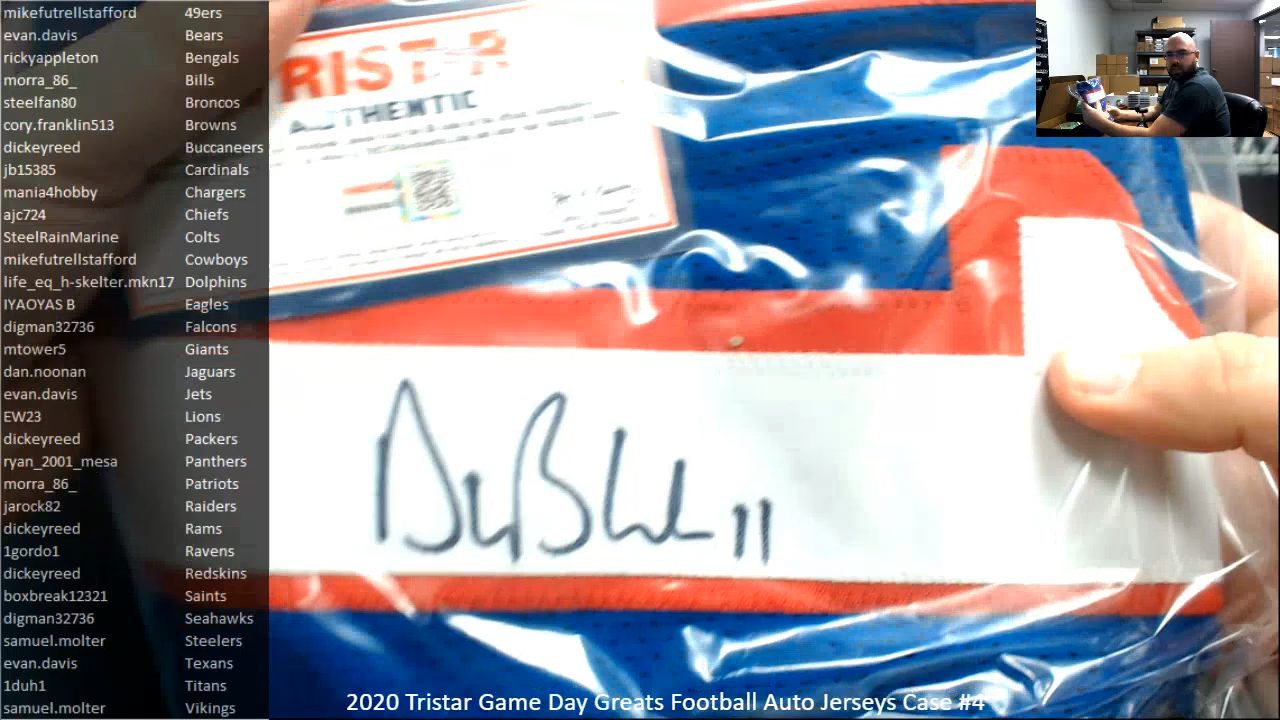 mikefutrellstafford 49ers
evan.davis Bears
rickyappleton Bengals
morra_86_ Bills
steelfan80 Broncos
cory.franklin513 Browns
dickeyreed Buccaneers
jb15385 Cardinals
mania4hobby Chargers
ajc724 Chiefs
SteelRainMarine Colts
mikefutrellstafford Cowboys
life_eq_h-skelter.mkn17 Dolphins
IYAOYAS B Eagles
digman32736 Falcons
mtower5 Giants
dan.noonan Jaguars
evan.davis Jets
EW23 Lions
dickeyreed Packers
ryan_2001_mesa Panthers
morra_86_ Patriots
jarock82 Raiders
dickeyreed Rams
1gordo1 Ravens
dickeyreed Redskins
boxbreak12321 Saints
digman32736 Seahawks
samuel.molter Steelers
evan.davis Texans
1duh1 Titans
samuel.molter Vikings
RISTAR
AUTHENTIC
11
2020 Tristar Game Day Greats Football Auto Jerseys Case #4